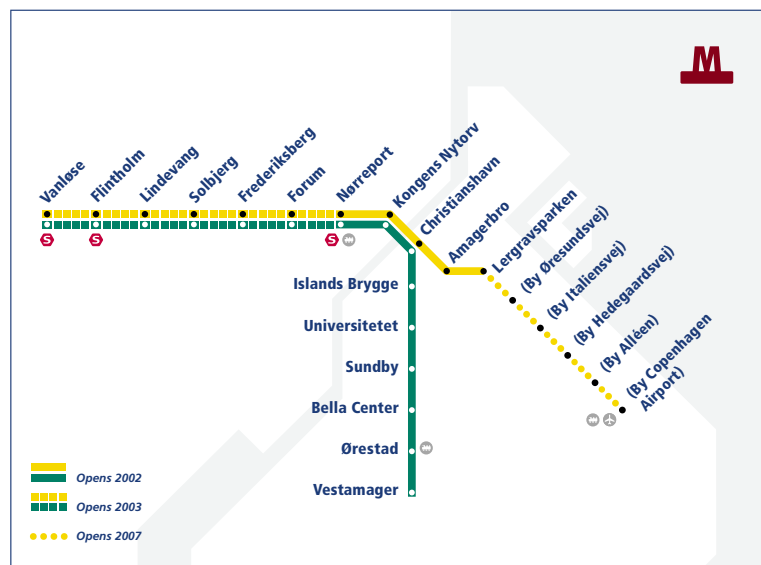 M
Vanløse
Flintholm
Lindevang
Solbjerg
Frederiksberg
Forum
Nørreport
Kongens Nytorv
Christianshavn
Amagerbro
Lergravsparken
(By Øresundsvej)
(By Italiensvej)
(By Hedegaardsvej)
(By Alléen)
(By Copenhagen
Airport)
S
S
S
Islands Brygge
Universitetet
Sundby
Bella Center
Ørestad
Vestamager
Opens 2002
Opens 2003
Opens 2007